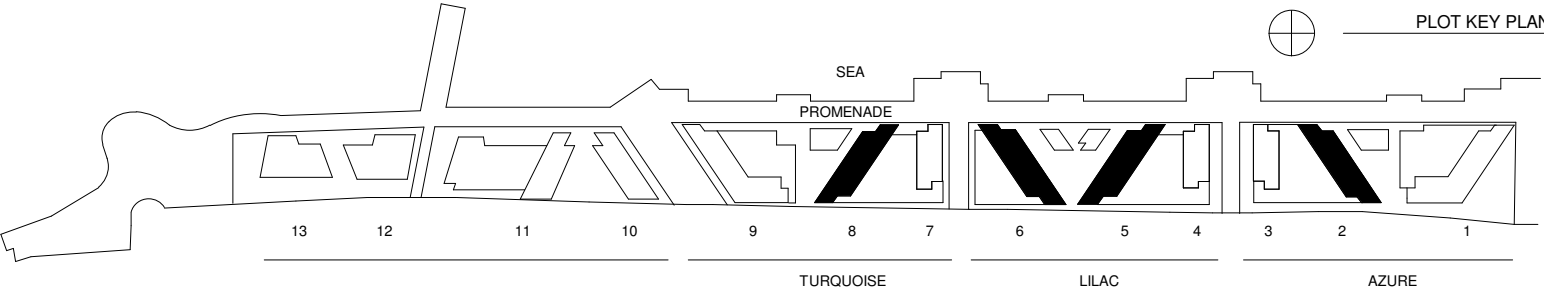 PLOT KEY PLAN
SEA
PROMENADE
13 12 11 10 9 8 7 6 5 4 3 2 1
TURQUOISE LILAC AZURE